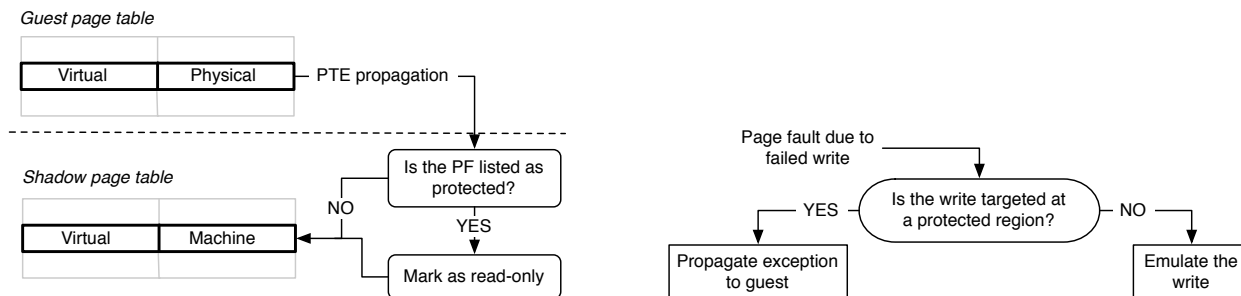 Guest page table
Virtual Physical PTE propagation
Is the PF listed as
protected?
Shadow page table
NO
YES
Virtual Machine
Mark as read-only
Page fault due to
failed write
Is the write targeted at
a protected region?
YES
NO
Propagate exception
to guest
Emulate the
write